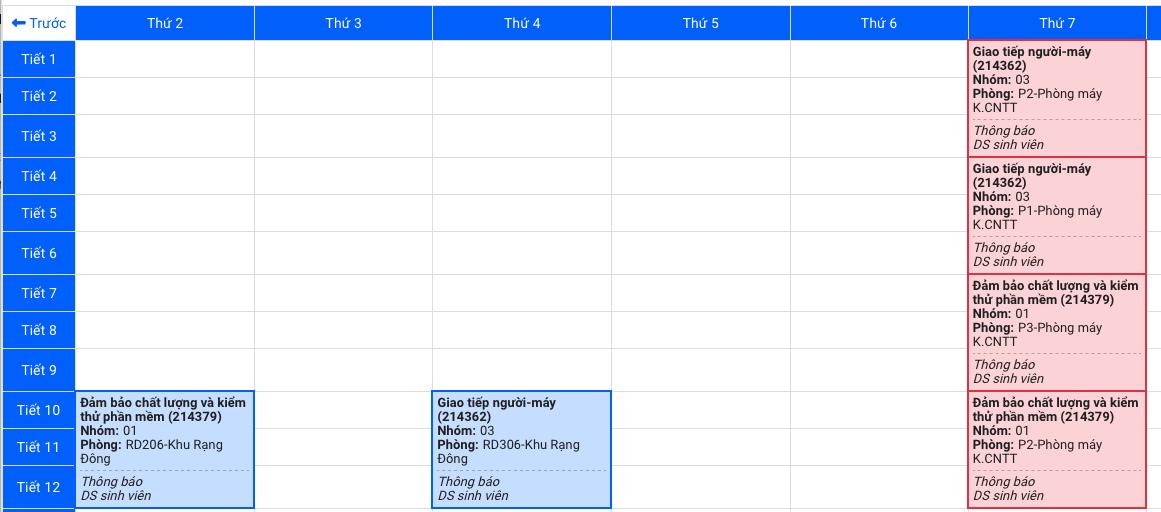 Trước
Thứ 2
Thứ 3
Thứ 4
Thứ 5
Thứ 6
Thứ 7
Tiết 1
Tiết 2
Tiết 3
Tiết 4
Tiết 5
Tiết 6
Tiết 7
Tiết 8
Tiết 9
Tiết 10
Tiết 11
Tiết 12
Đảm bảo chất lượng và kiểm
thử phần mềm (214379)
Nhóm: 01
Phòng: RD206-Khu Rạng
Đông
Thông báo
DS sinh viên
Giao tiếp người-máy
(214362)
Nhóm: 03
Phòng: RD306-Khu Rạng
Đông
Thông báo
DS sinh viên
Giao tiếp người-máy
(214362)
Nhóm: 03
Phòng: P2-Phòng máy
K.CNTT
Thông báo
DS sinh viên
Giao tiếp người-máy
(214362)
Nhóm: 03
Phòng: P1-Phòng máy
K.CNTT
Thông báo
DS sinh viên
Đảm bảo chất lượng và kiểm
thử phần mềm (214379)
Nhóm: 01
Phòng: P3-Phòng máy
K.CNTT
Thông báo
DS sinh viên
Đảm bảo chất lượng và kiểm
thử phần mềm (214379)
Nhóm: 01
Phòng: P2-Phòng máy
K.CNTT
Thông báo
DS sinh viên